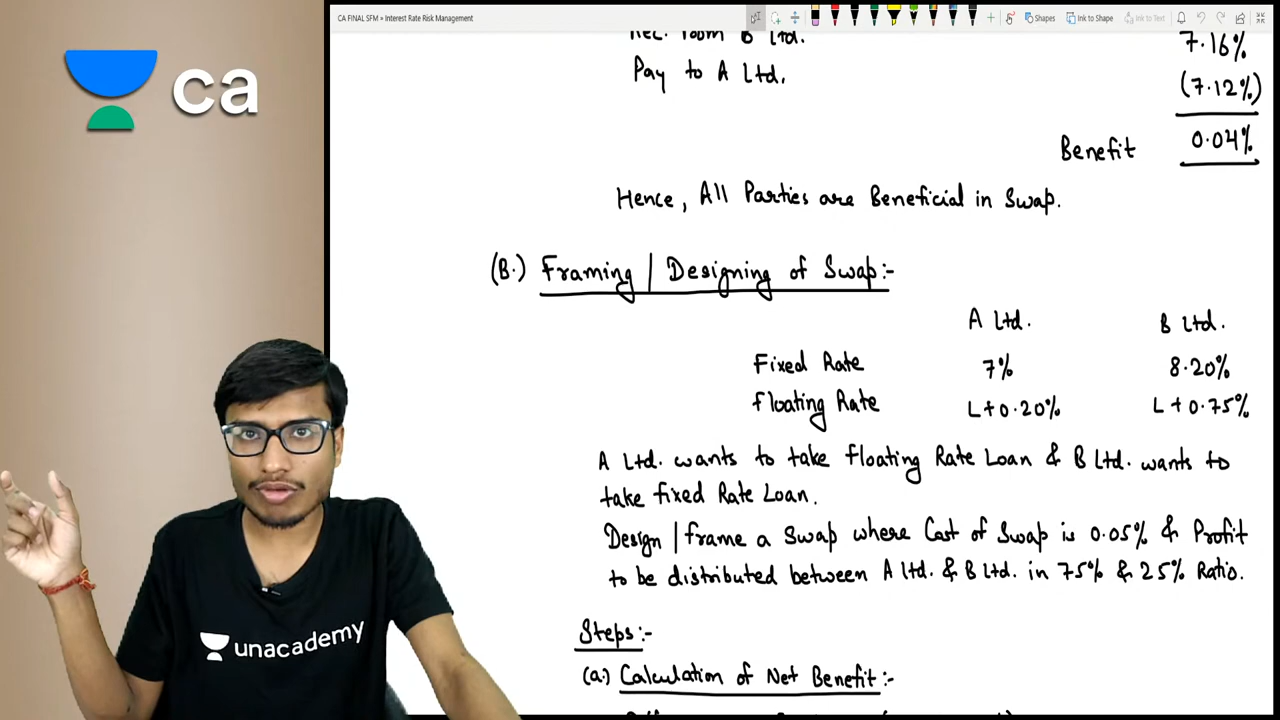 CA FINAL SFM » Interest Rate Risk Management
Shapes
Ink to Shape
Ink to Text
ca
B Ltd.
7.16%
Pay to A Ltd.
(7.12%)
Benefit
0.04%
Hence, All Parties are Beneficial in Swap.
(B.) Framing | Designing of Swap:-
A Ltd. B Ltd.
Fixed Rate 7% 8.20%
Floating Rate L+0.20% L+0.75%
A Ltd. wants to take Floating Rate Loan & B Ltd. wants to
take Fixed Rate Loan.
Design | frame a Swap where Cost of Swap is 0.05% & Profit
to be distributed between A Ltd. & B Ltd. in 75% & 25% Ratio.
Steps:-
(a.) Calculation of Net Benefit:-
unacademy